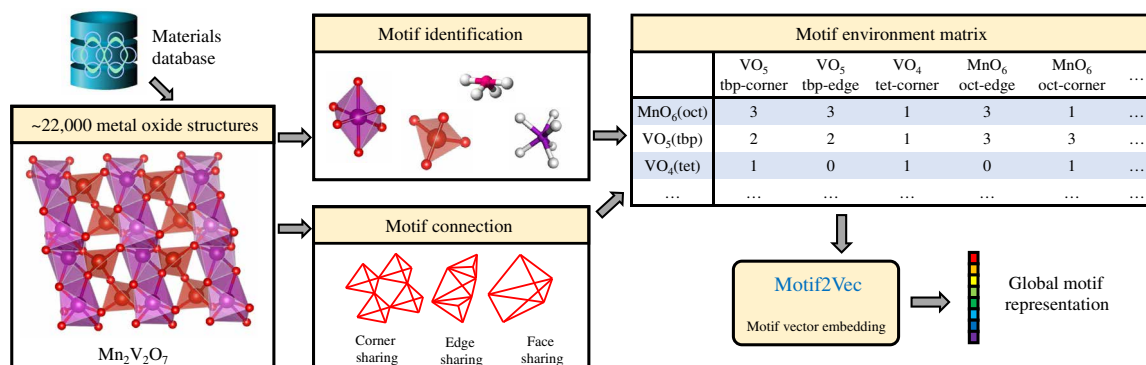 Materials
database
~22,000 metal oxide structures
Mn₂V₂O₇
Motif identification
Motif connection
Corner
sharing
Edge
sharing
Face
sharing
Motif environment matrix
VO₅
tbp-corner
VO₅
tbp-edge
VO₄
tet-corner
MnO₆
oct-edge
MnO₆
oct-corner
…
MnO₆(oct) 3 3 1 3 1 …
VO₅(tbp) 2 2 1 3 3 …
VO₄(tet) 1 0 1 0 1 …
… … … … … … …
Motif2Vec
Motif vector embedding
Global motif
representation